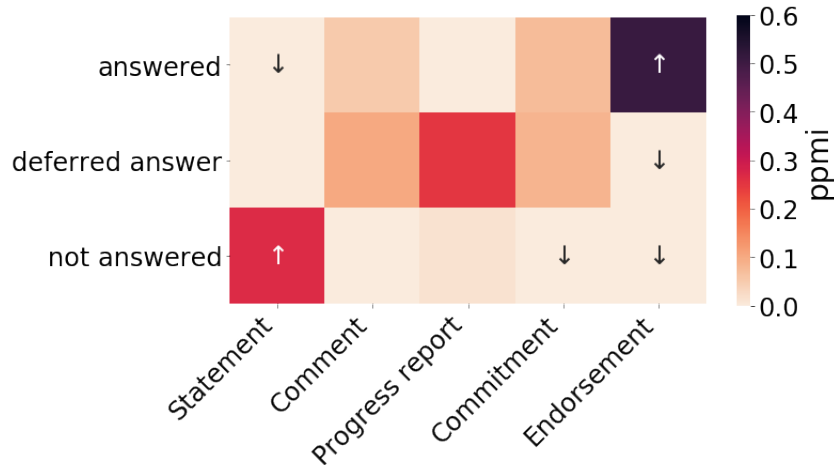 answered
deferred answer
not answered
↓ ↑
↓
↑ ↓ ↓
Statement
Comment
Progress report
Commitment
Endorsement
0.6
0.5
0.4
0.3
0.2
0.1
0.0
ppmi